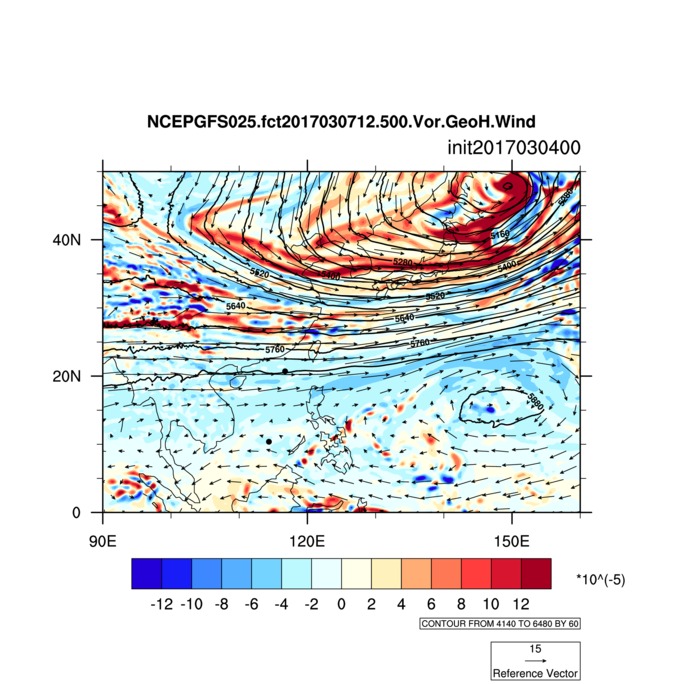 NCEPGFS025.fct2017030712.500.Vor.GeoH.Wind
init2017030400
40N
20N
0
90E 120E 150E
5280
5160
5280
5400
5520
5400
5520
5640
5640
5760
5760
5880
-12 -10 -8 -6 -4 -2 0 2 4 6 8 10 12
*10^(-5)
CONTOUR FROM 4140 TO 6480 BY 60
15
Reference Vector